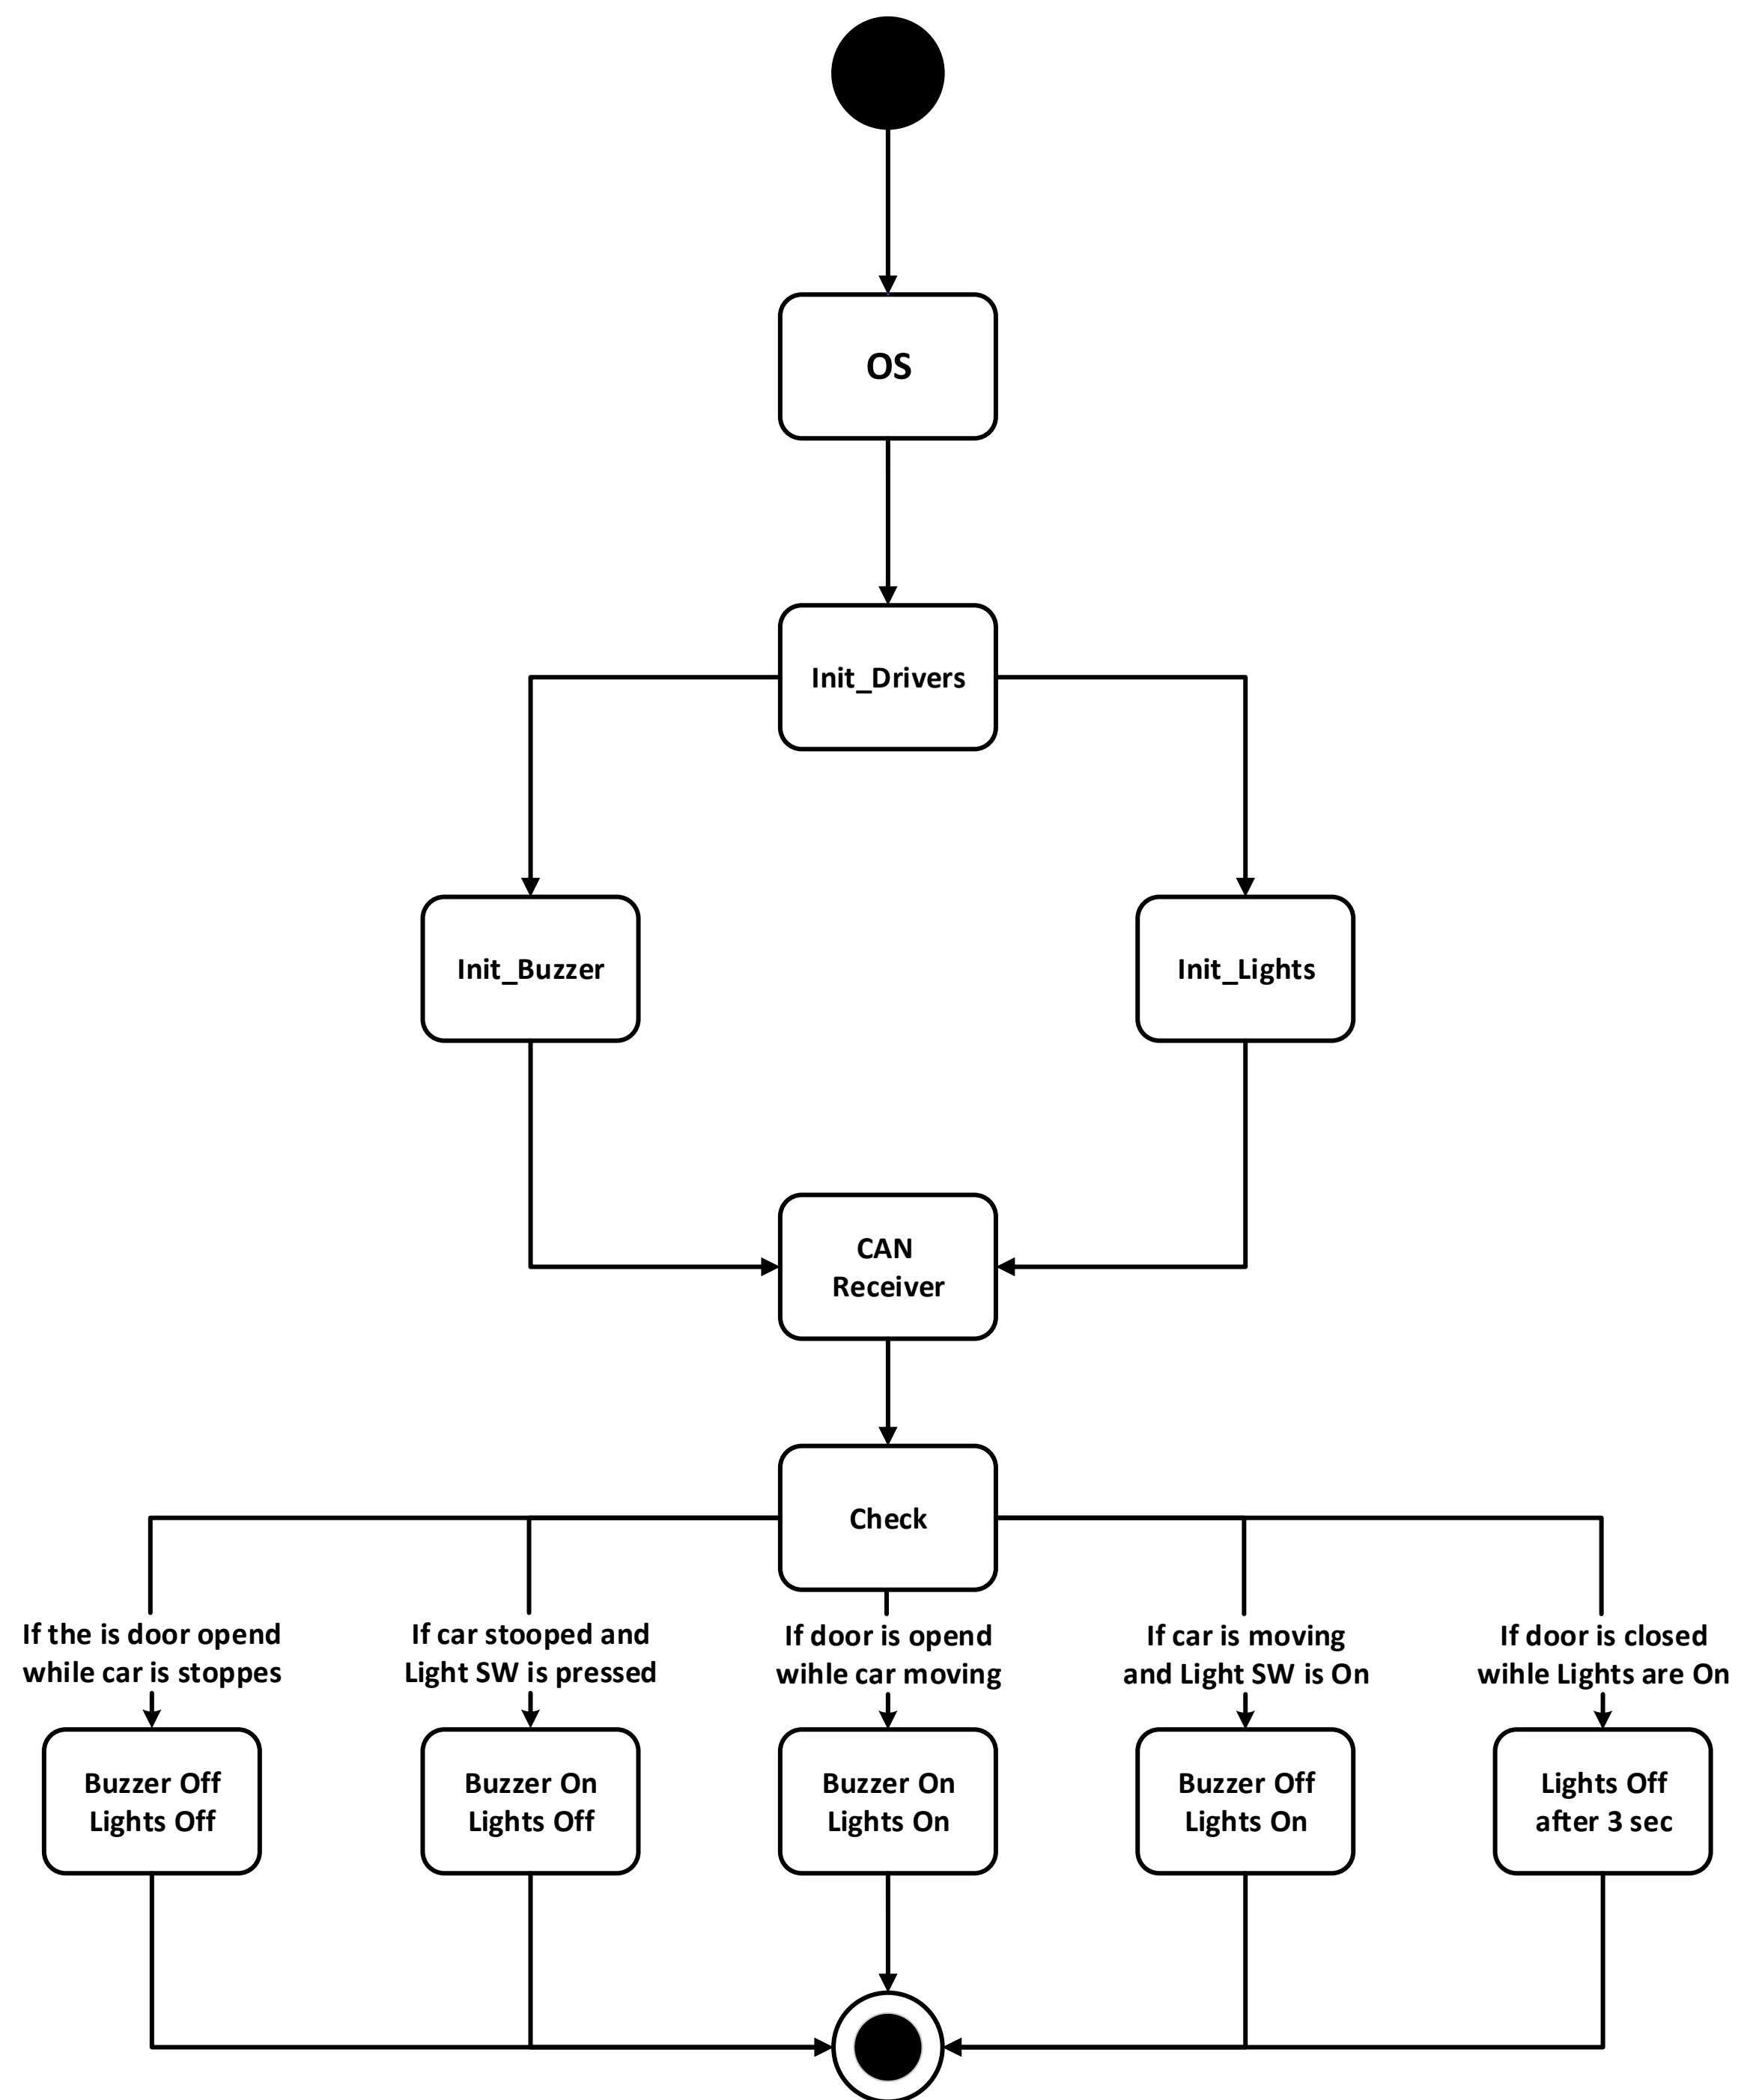 OS
Init_Drivers
Init_Buzzer
Init_Lights
CAN
Receiver
Check
If the is door opend
while car is stoppes
If car stooped and
Light SW is pressed
If door is opend
wihle car moving
If car is moving
and Light SW is On
If door is closed
wihle Lights are On
Buzzer Off
Lights Off
Buzzer On
Lights Off
Buzzer On
Lights On
Buzzer Off
Lights On
Lights Off
after 3 sec